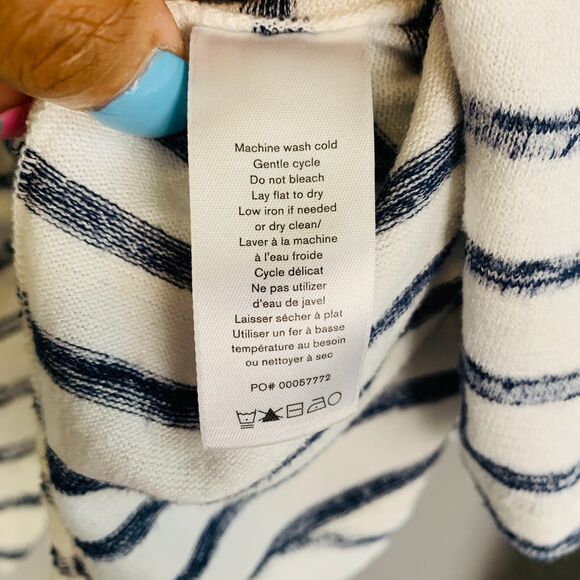 Machine wash cold
Gentle cycle
Do not bleach
Lay flat to dry
Low iron if needed
or dry clean/
Laver à la machine
à l'eau froide
Cycle délicat
Ne pas utiliser
d'eau de javel
Laisser sécher à plat
Utiliser un fer à basse
température au besoin
ou nettoyer à sec
PO# 00057772